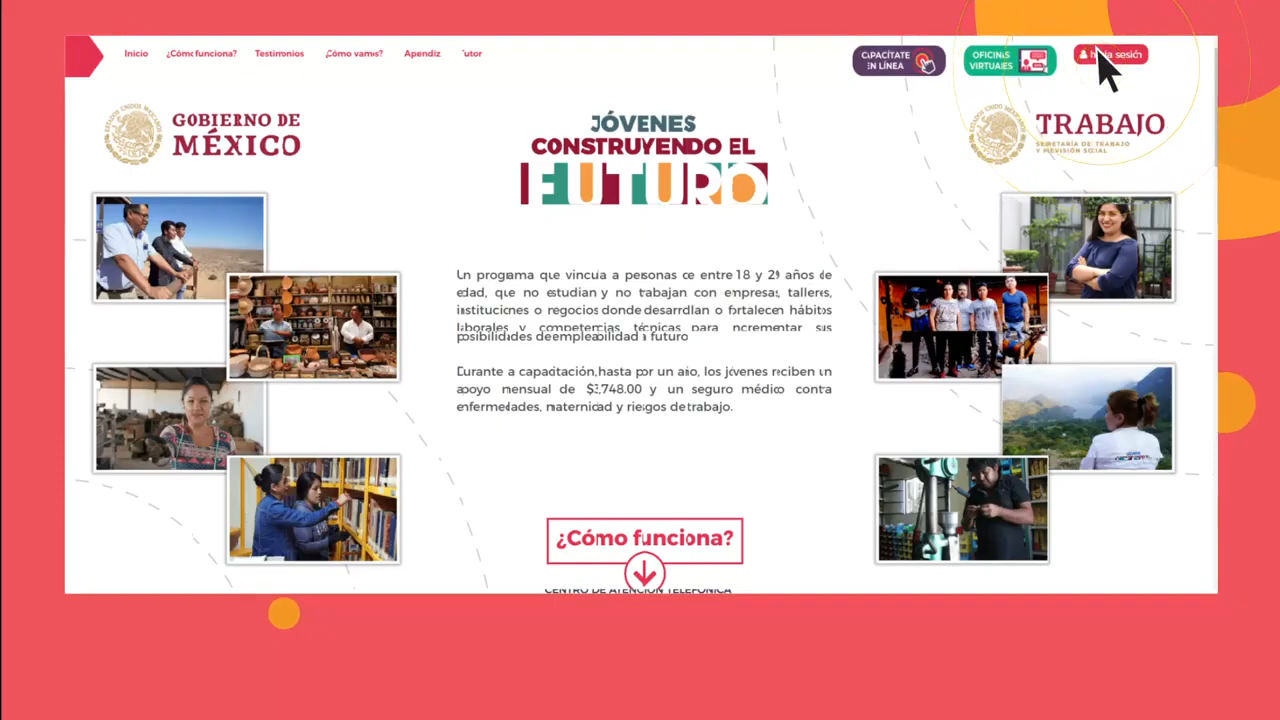 Inicio ¿Cómo funciona? Testimonios ¿Cómo vamos? Apendiz Tutor
CAPACÍTATE
EN LÍNEA
OFICINAS
VIRTUALES
Inicia sesión
GOBIERNO DE
MÉXICO
JÓVENES
CONSTRUYENDO EL
FUTURO
TRABAJO
SECRETARÍA DE TRABAJO
Y PREVISIÓN SOCIAL
Un programa que vincula a personas de entre 18 y 29 años de
edad, que no estudian y no trabajan con empresas, talleres,
instituciones o negocios donde desarrollan o fortalecen hábitos
laborales y competencias técnicas para incrementar sus
posibilidades de empleabilidad a futuro
Durante a capacitación, hasta por un año, los jóvenes reciben un
apoyo mensual de $3,748.00 y un seguro médico contra
enfermedades, maternidad y riesgos de trabajo.
¿Cómo funciona?
CENTRO DE ATENCIÓN TELEFÓNICA